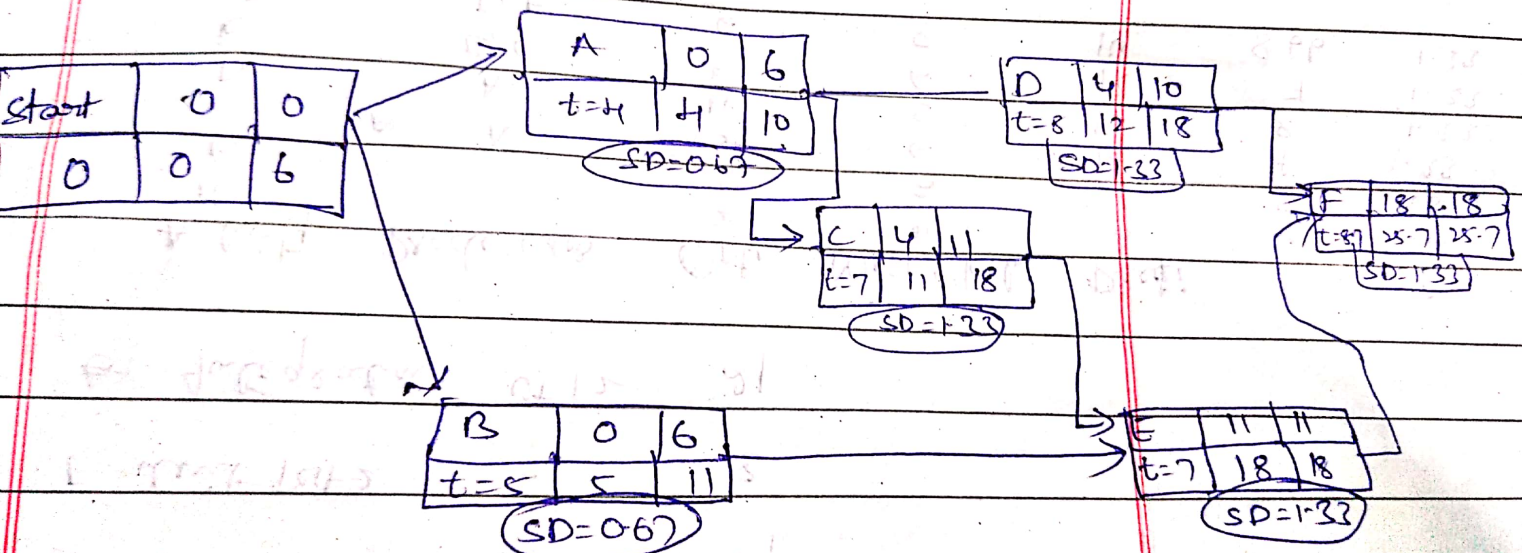 Start 0 0
0 0 6
A 0 6
t=4 4 10
SD=0.67
D 4 10
t=8 12 18
SD=1.33
C 4 11
t=7 11 18
SD=1.33
F 18 18
25.7 25.7
SD=1.33
B 0 6
t=5 5 11
SD=0.67
E 11 11
t=7 18 18
SD=1.33